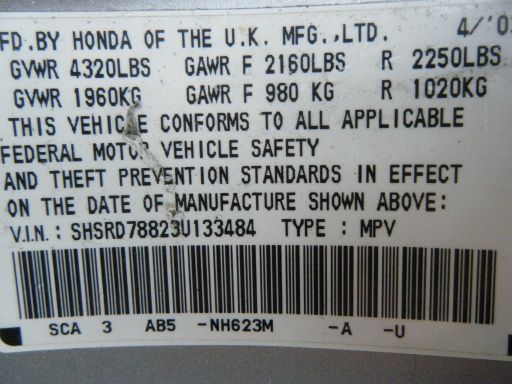 FD.BY HONDA OF THE U.K. MFG.,LTD. 4/'03
GVWR 4320LBS GAWR F 2160LBS R 2250LBS
GVWR 1960KG GAWR F 980 KG R 1020KG
THIS VEHICLE CONFORMS TO ALL APPLICABLE
FEDERAL MOTOR VEHICLE SAFETY
AND THEFT PREVENTION STANDARDS IN EFFECT
ON THE DATE OF MANUFACTURE SHOWN ABOVE:
V.I.N.: SHSRD78823U133484 TYPE : MPV
SCA 3 AB5 -NH623M -A -U